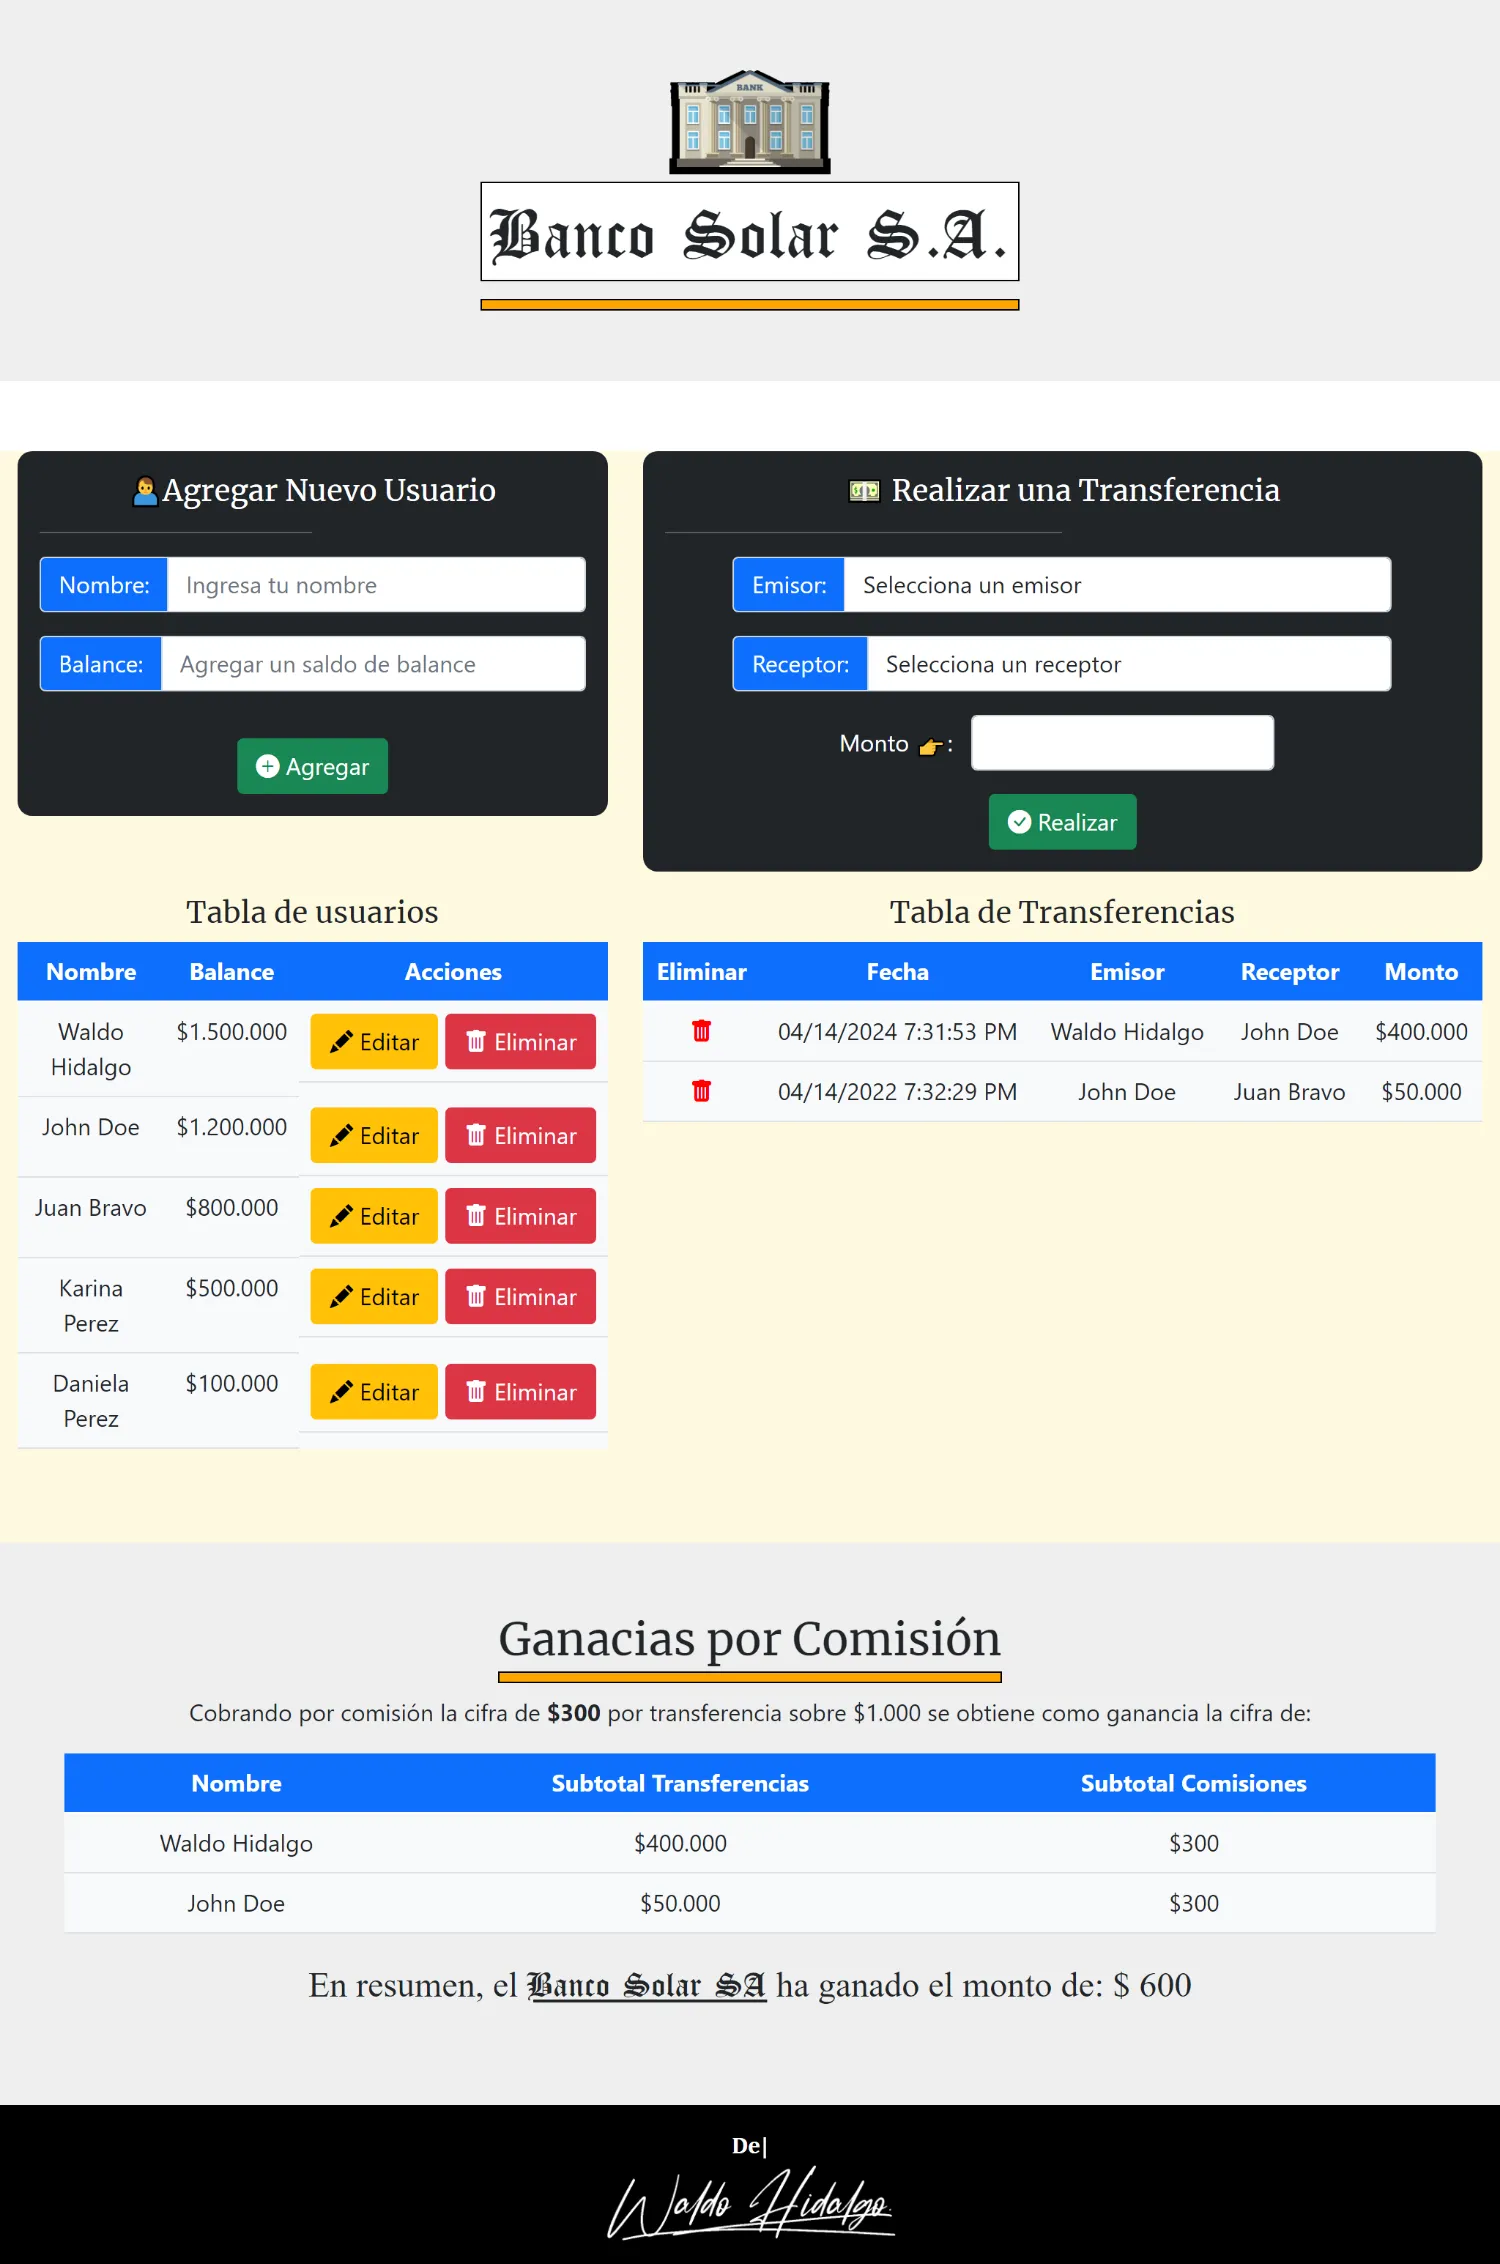 BANK
Banco Solar S.A.
Agregar Nuevo Usuario
Nombre: Ingresa tu nombre
Balance: Agregar un saldo de balance
Agregar
Realizar una Transferencia
Emisor: Selecciona un emisor
Receptor: Selecciona un receptor
Monto 👉:
Realizar
Tabla de usuarios
Nombre Balance Acciones
Waldo Hidalgo $1.500.000 Editar Eliminar
John Doe $1.200.000 Editar Eliminar
Juan Bravo $800.000 Editar Eliminar
Karina Perez $500.000 Editar Eliminar
Daniela Perez $100.000 Editar Eliminar
Tabla de Transferencias
Eliminar Fecha Emisor Receptor Monto
04/14/2024 7:31:53 PM Waldo Hidalgo John Doe $400.000
04/14/2022 7:32:29 PM John Doe Juan Bravo $50.000
Ganacias por Comisión
Cobrando por comisión la cifra de $300 por transferencia sobre $1.000 se obtiene como ganancia la cifra de:
Nombre Subtotal Transferencias Subtotal Comisiones
Waldo Hidalgo $400.000 $300
John Doe $50.000 $300
En resumen, el Banco Solar SA ha ganado el monto de: $ 600
De|
Waldo Hidalgo.